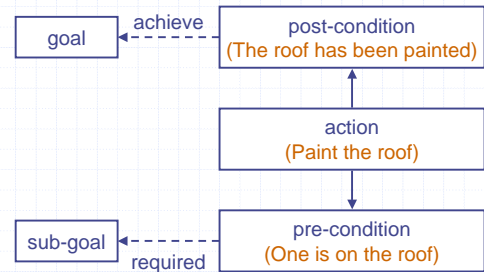 achieve
goal
post-condition
(The roof has been painted)
action
(Paint the roof)
sub-goal
required
pre-condition
(One is on the roof)